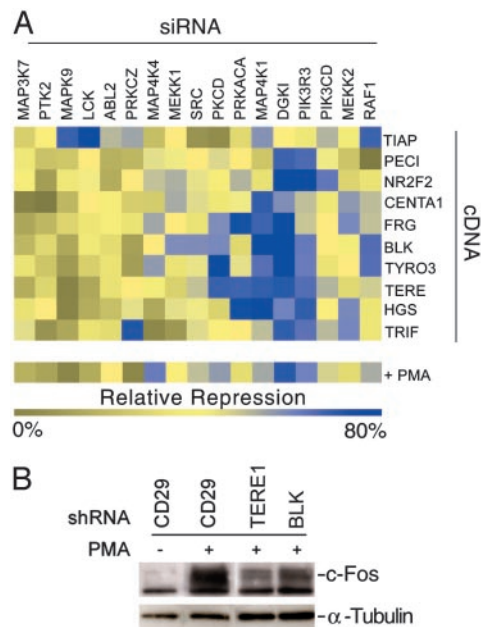 A
siRNA
MAP3K7
PTK2
MAPK9
LCK
ABL2
PRKCZ
MAP4K4
MEKK1
SRC
PKCD
PRKACA
MAP4K1
DGKI
PIK3R3
PIK3CD
MEKK2
RAF1
TIAP
PECI
NR2F2
CENTA1
FRG
BLK
TYRO3
TERE
HGS
TRIF
cDNA
+ PMA
Relative Repression
0% 80%
B
shRNA CD29 CD29 TERE1 BLK
PMA - + + +
-c-Fos
-α-Tubulin